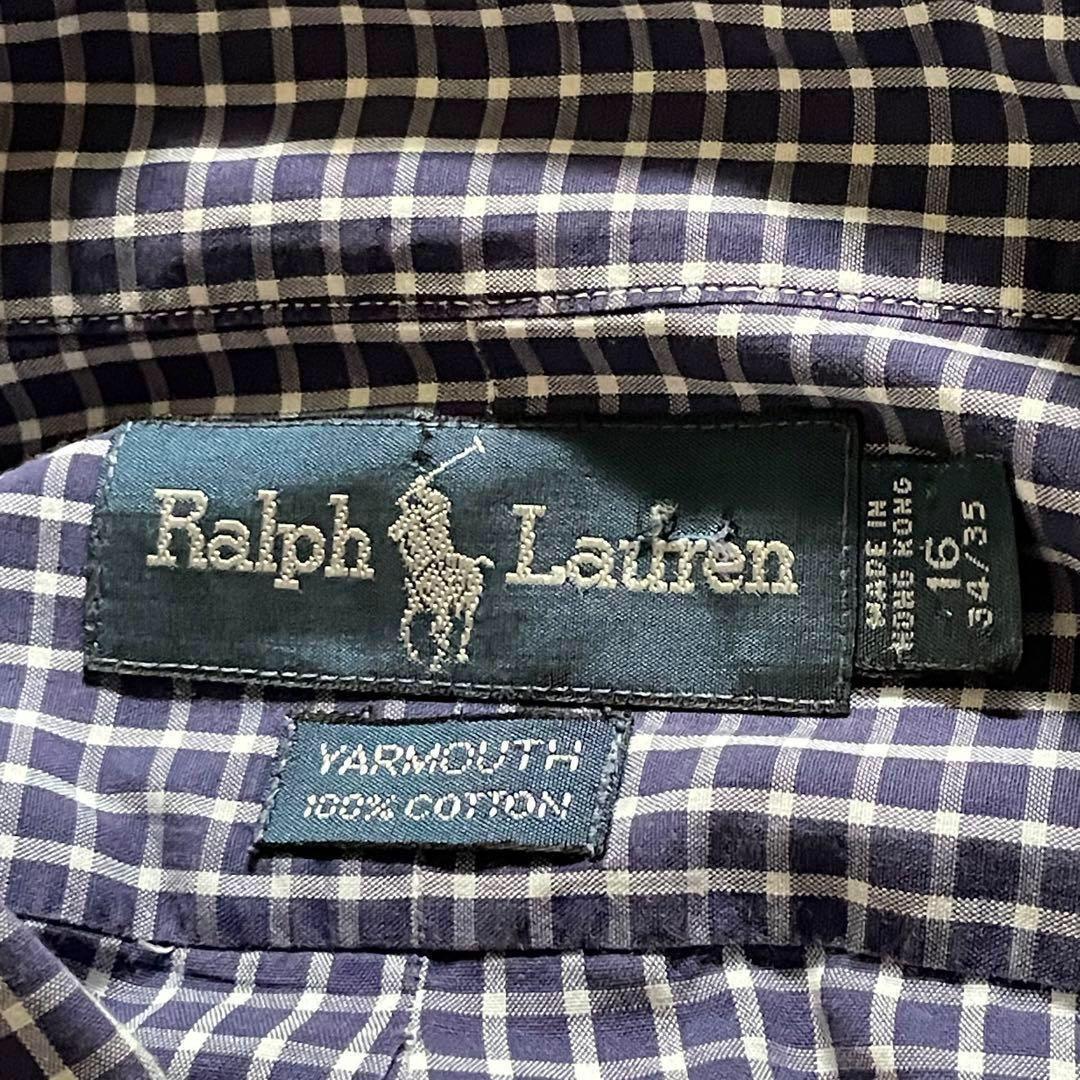 Ralph Lauren
MADE IN
HONG KONG
16
34/35
YARMOUTH
100% COTTON